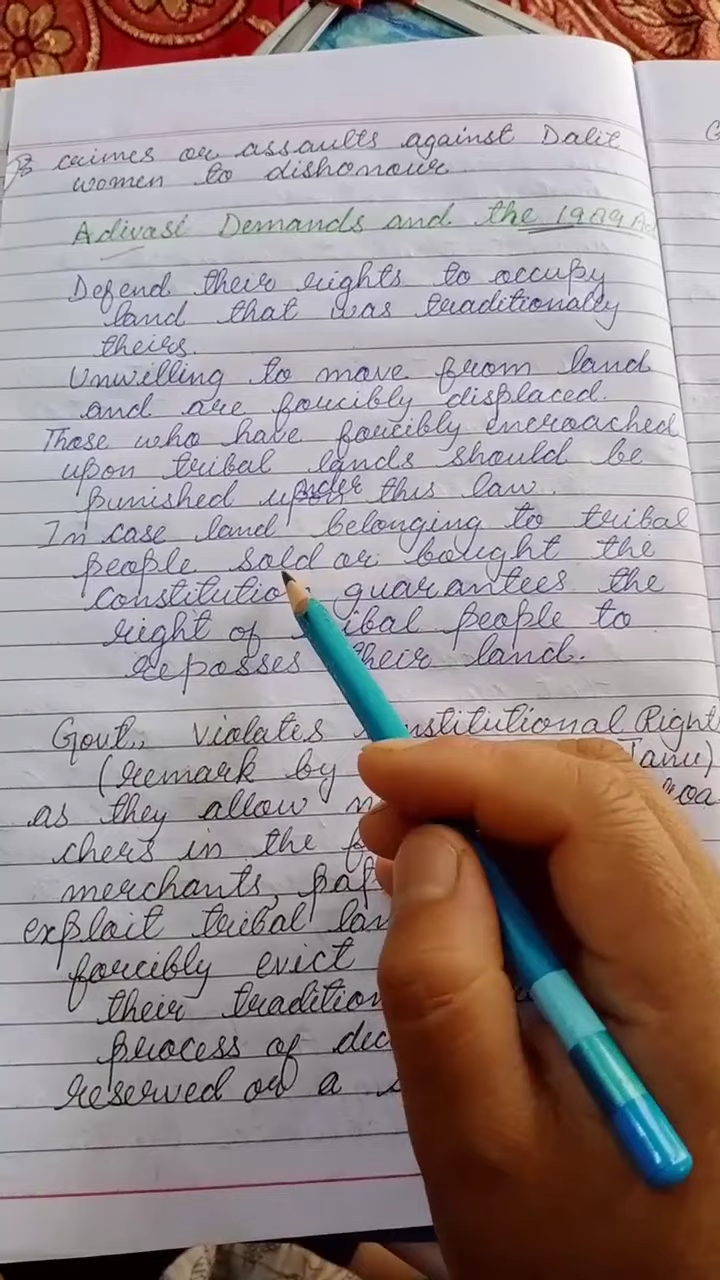 crimes or assaults against Dalit
women to dishonour
Adivasi Demands and the 1989 Act
Defend their rights to occupy
land that was traditionally
theirs.
Unwilling to move from land
and are forcibly displaced.
Those who have forcibly encroached
upon tribal lands should be
punished under this law.
In case land belonging to tribal
people sold or bought the
constitution guarantees the
right of tribal people to
reposses their land.
Govt., violates Constitutional Right
(remark by Janu)
as they allow
chers in the
merchants,
exploit tribal
forcibly evict
their
process of
reserved or a